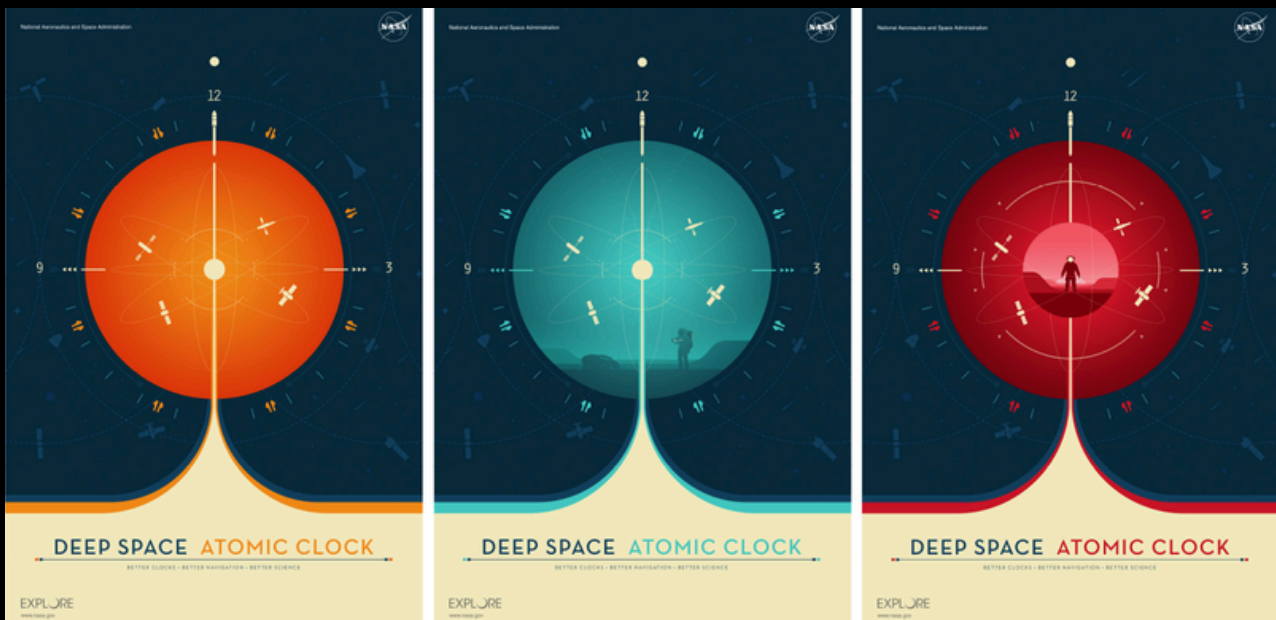 National Aeronautics and Space Administration
NASA
12
9
3
DEEP SPACE ATOMIC CLOCK
BETTER CLOCKS • BETTER NAVIGATION • BETTER SCIENCE
EXPLORE
www.nasa.gov
National Aeronautics and Space Administration
NASA
12
9
3
DEEP SPACE ATOMIC CLOCK
BETTER CLOCKS • BETTER NAVIGATION • BETTER SCIENCE
EXPLORE
www.nasa.gov
National Aeronautics and Space Administration
NASA
12
9
3
DEEP SPACE ATOMIC CLOCK
BETTER CLOCKS • BETTER NAVIGATION • BETTER SCIENCE
EXPLORE
www.nasa.gov